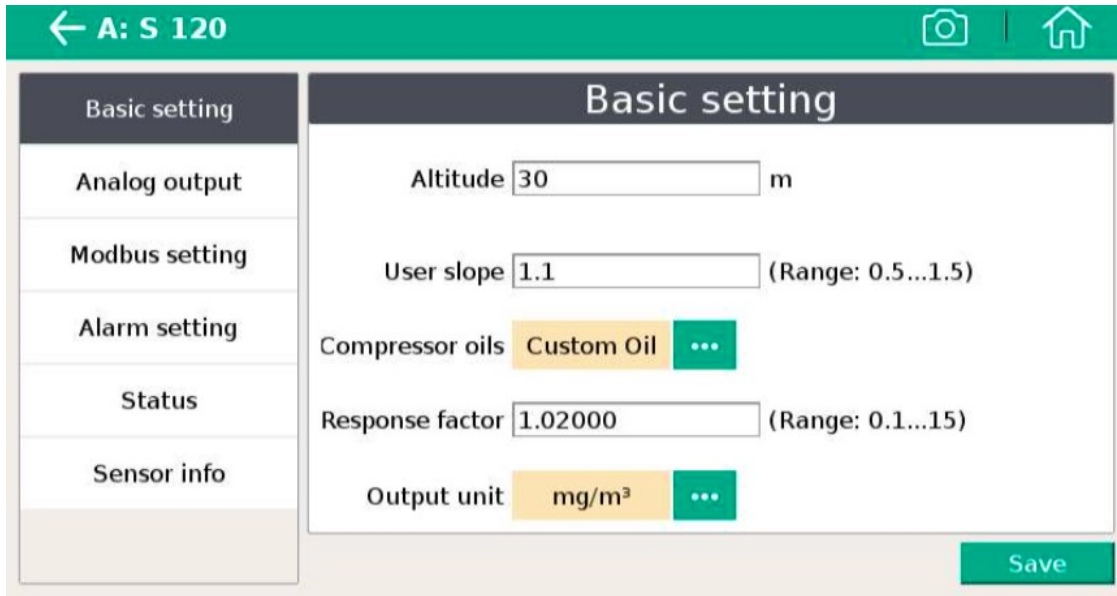 A: S 120
Basic setting
Analog output
Modbus setting
Alarm setting
Status
Sensor info
Basic setting
Altitude 30 m
User slope 1.1 (Range: 0.5...1.5)
Compressor oils Custom Oil ...
Response factor 1.02000 (Range: 0.1...15)
Output unit mg/m³ ...
Save